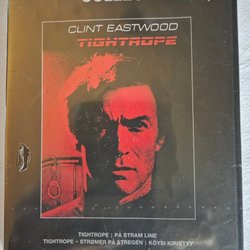 CLINT EASTWOOD
TIGHTROPE
TIGHTROPE | PÅ STRAM LINE
TIGHTROPE – STRØMER PÅ STREGEN | KÖYSI KIRISTYY